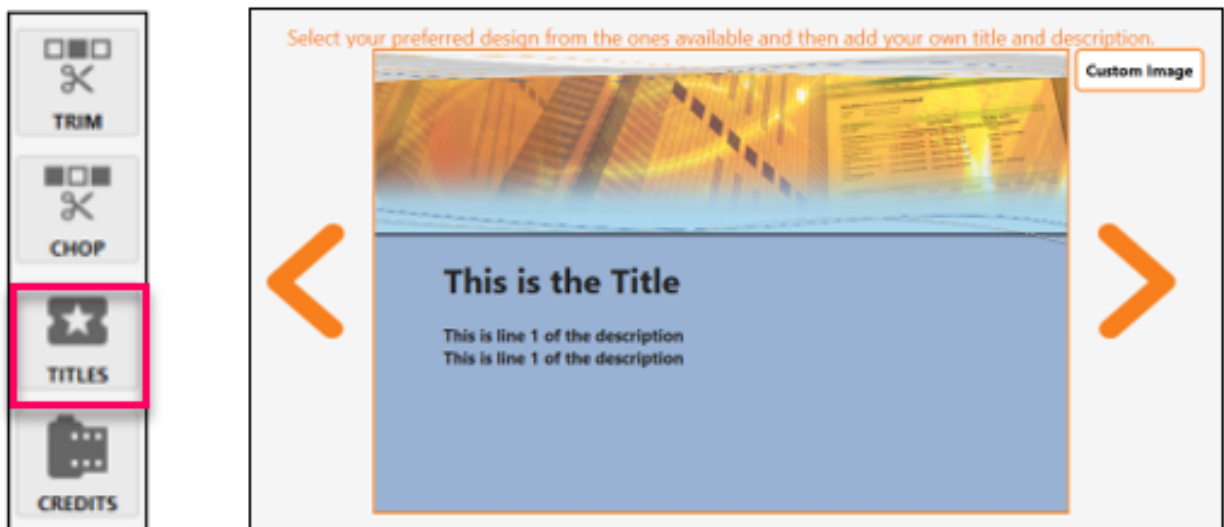 TRIM
CHOP
TITLES
CREDITS
Select your preferred design from the ones available and then add your own title and description.
Custom Image
This is the Title
This is line 1 of the description
This is line 1 of the description